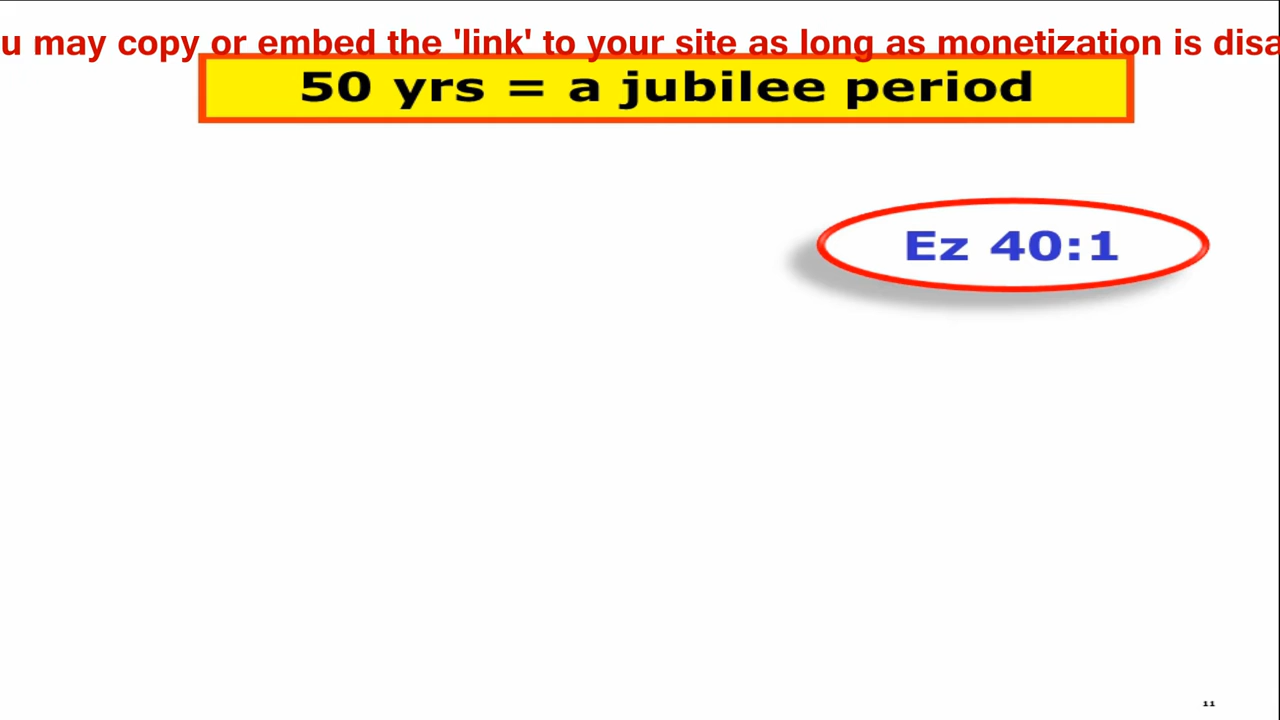 u may copy or embed the 'link' to your site as long as monetization is disa
50 yrs = a jubilee period
Ez 40:1
11